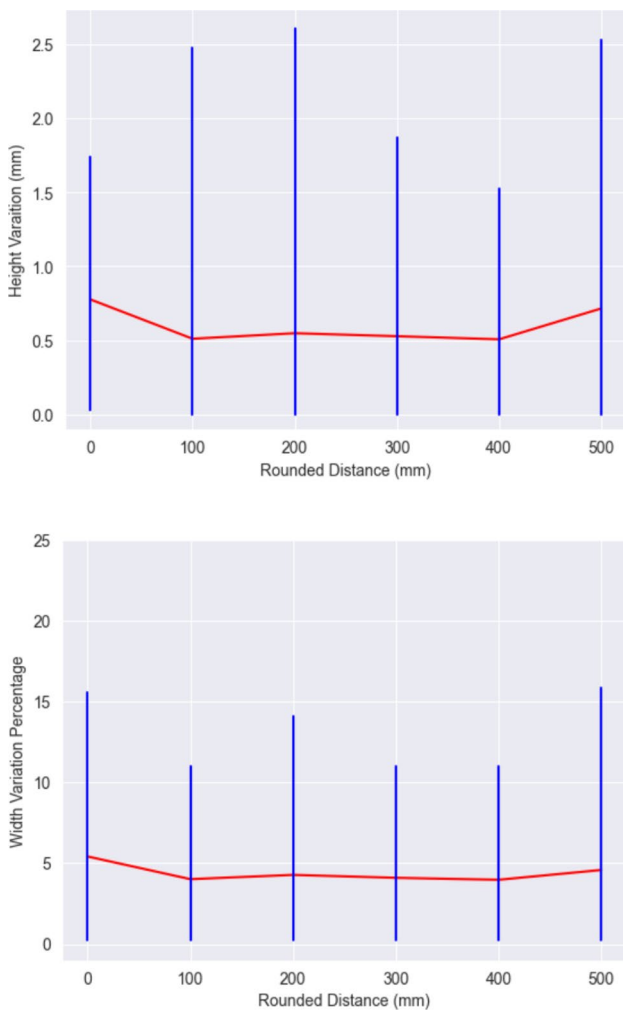 2.5
2.0
1.5
1.0
0.5
0.0
Height Varaition (mm)
0 100 200 300 400 500
Rounded Distance (mm)
25
20
15
10
5
0
Width Variation Percentage
0 100 200 300 400 500
Rounded Distance (mm)